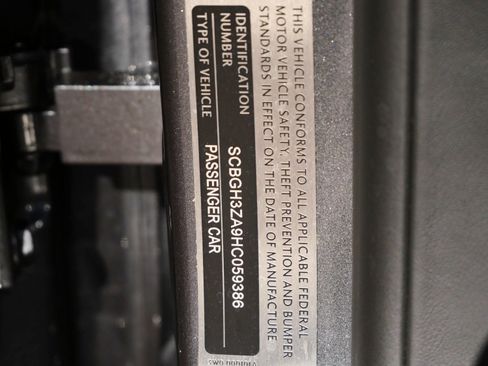 THIS VEHICLE CONFORMS TO ALL APPLICABLE FEDERAL
MOTOR VEHICLE SAFETY, THEFT PREVENTION AND BUMPER
STANDARDS IN EFFECT ON THE DATE OF MANUFACTURE
IDENTIFICATION
NUMBER SCBGH3ZA9HC059386
TYPE OF VEHICLE PASSENGER CAR